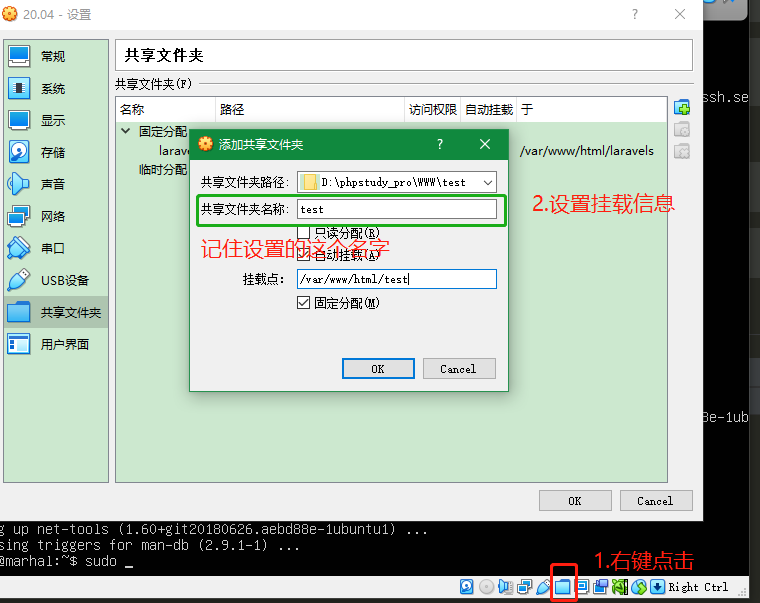 20.04 - 设置
常规
系统
显示
存储
声音
网络
串口
USB设备
共享文件夹
用户界面
共享文件夹
共享文件夹(F)
名称 路径 访问权限 自动挂载 于
固定分配
/var/www/html/laravels
临时分配
添加共享文件夹
共享文件夹路径: D:\phpstudy_pro\WWW\test
共享文件夹名称: test
只读分配(R)
自动挂载(A)
记住设置的这个名字
挂载点: /var/www/html/test
固定分配(M)
OK Cancel
2.设置挂载信息
OK Cancel
ssh.se
8e-1ub
g up net-tools (1.60+git20180626.aebd88e-1ubuntu1) ...
sing triggers for man-db (2.9.1-1) ...
@marhal:~$ sudo _
1.右键点击
Right Ctrl